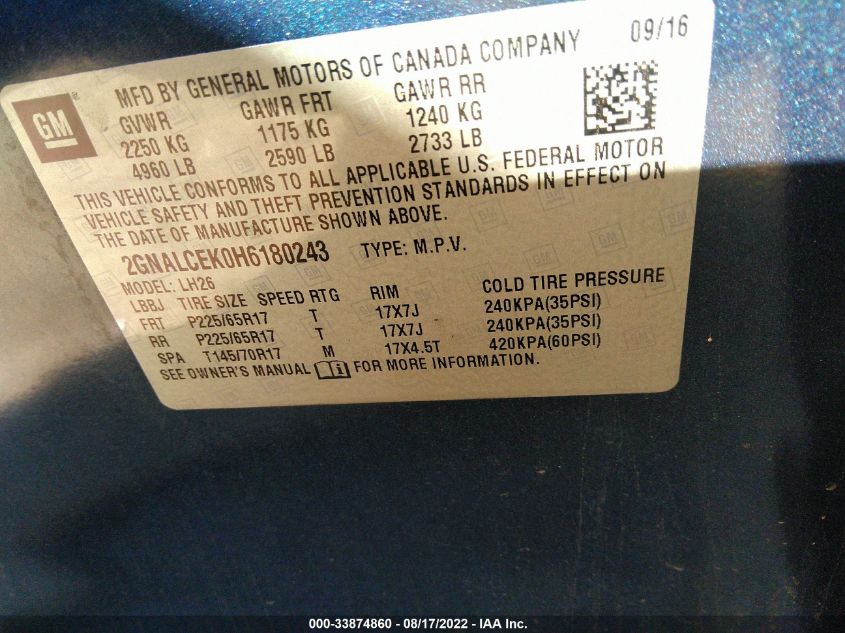 MFD BY GENERAL MOTORS OF CANADA COMPANY 09/16
GM ®
GVWR GAWR FRT GAWR RR
2250 KG 1175 KG 1240 KG
4960 LB 2590 LB 2733 LB
THIS VEHICLE CONFORMS TO ALL APPLICABLE U.S. FEDERAL MOTOR
VEHICLE SAFETY AND THEFT PREVENTION STANDARDS IN EFFECT ON
THE DATE OF MANUFACTURE SHOWN ABOVE.
2GNALCEK0H6180243 TYPE: M.P.V.
MODEL: LH26
LBBJ TIRE SIZE SPEED RTG RIM COLD TIRE PRESSURE
FRT P225/65R17 T 17X7J 240KPA(35PSI)
RR P225/65R17 T 17X7J 240KPA(35PSI)
SPA T145/70R17 M 17X4.5T 420KPA(60PSI)
SEE OWNER'S MANUAL i FOR MORE INFORMATION.
000-33874860 - 08/17/2022 - IAA Inc.